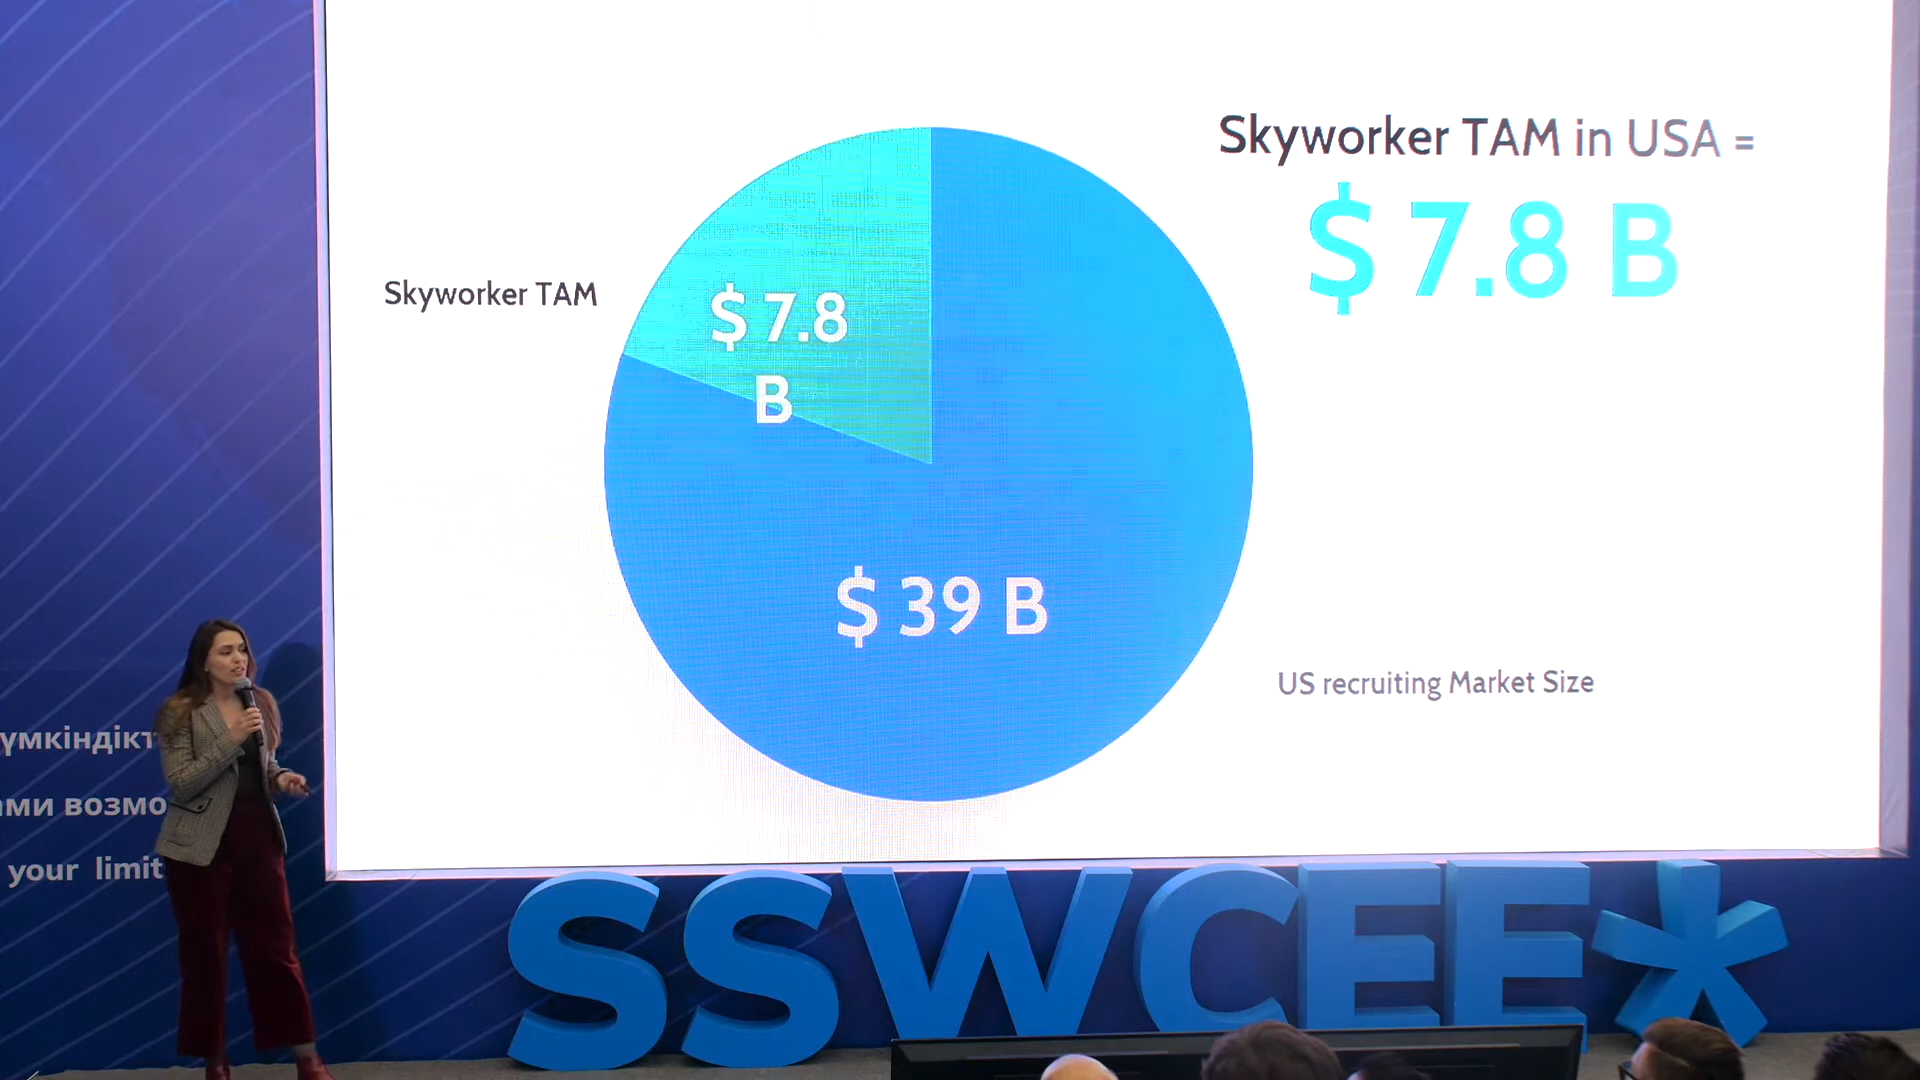 Skyworker TAM in USA =
$ 7.8 B
Skyworker TAM
$ 7.8
B
$ 39 B
US recruiting Market Size
your limit
SSWCEE*